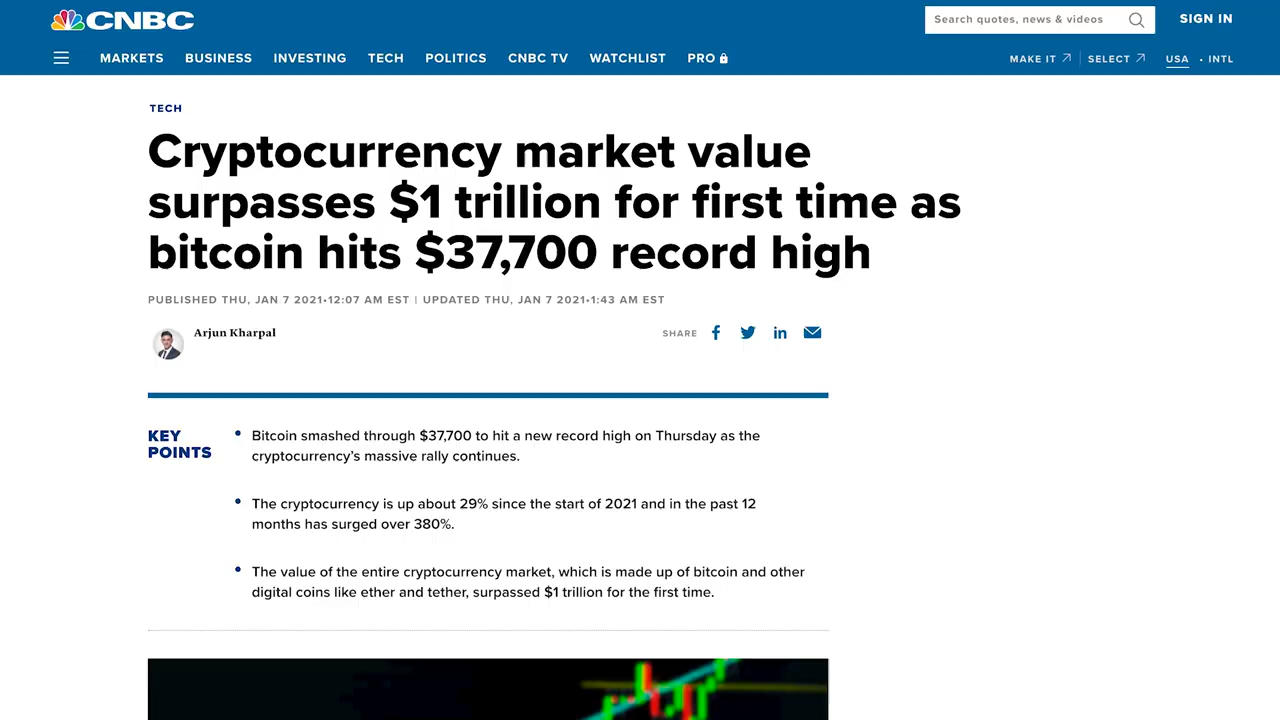 CNBC
Search quotes, news & videos
SIGN IN
MARKETS BUSINESS INVESTING TECH POLITICS CNBC TV WATCHLIST PRO
MAKE IT SELECT USA • INTL
TECH
Cryptocurrency market value
surpasses $1 trillion for first time as
bitcoin hits $37,700 record high
PUBLISHED THU, JAN 7 2021•12:07 AM EST | UPDATED THU, JAN 7 2021•1:43 AM EST
Arjun Kharpal
SHARE
KEY
POINTS
• Bitcoin smashed through $37,700 to hit a new record high on Thursday as the
cryptocurrency’s massive rally continues.
• The cryptocurrency is up about 29% since the start of 2021 and in the past 12
months has surged over 380%.
• The value of the entire cryptocurrency market, which is made up of bitcoin and other
digital coins like ether and tether, surpassed $1 trillion for the first time.